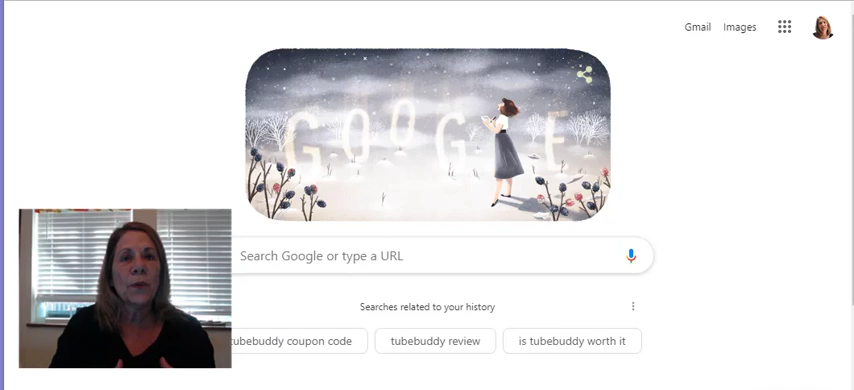 Gmail Images
GOOG E
Search Google or type a URL
Searches related to your history
tubebuddy coupon code tubebuddy review is tubebuddy worth it